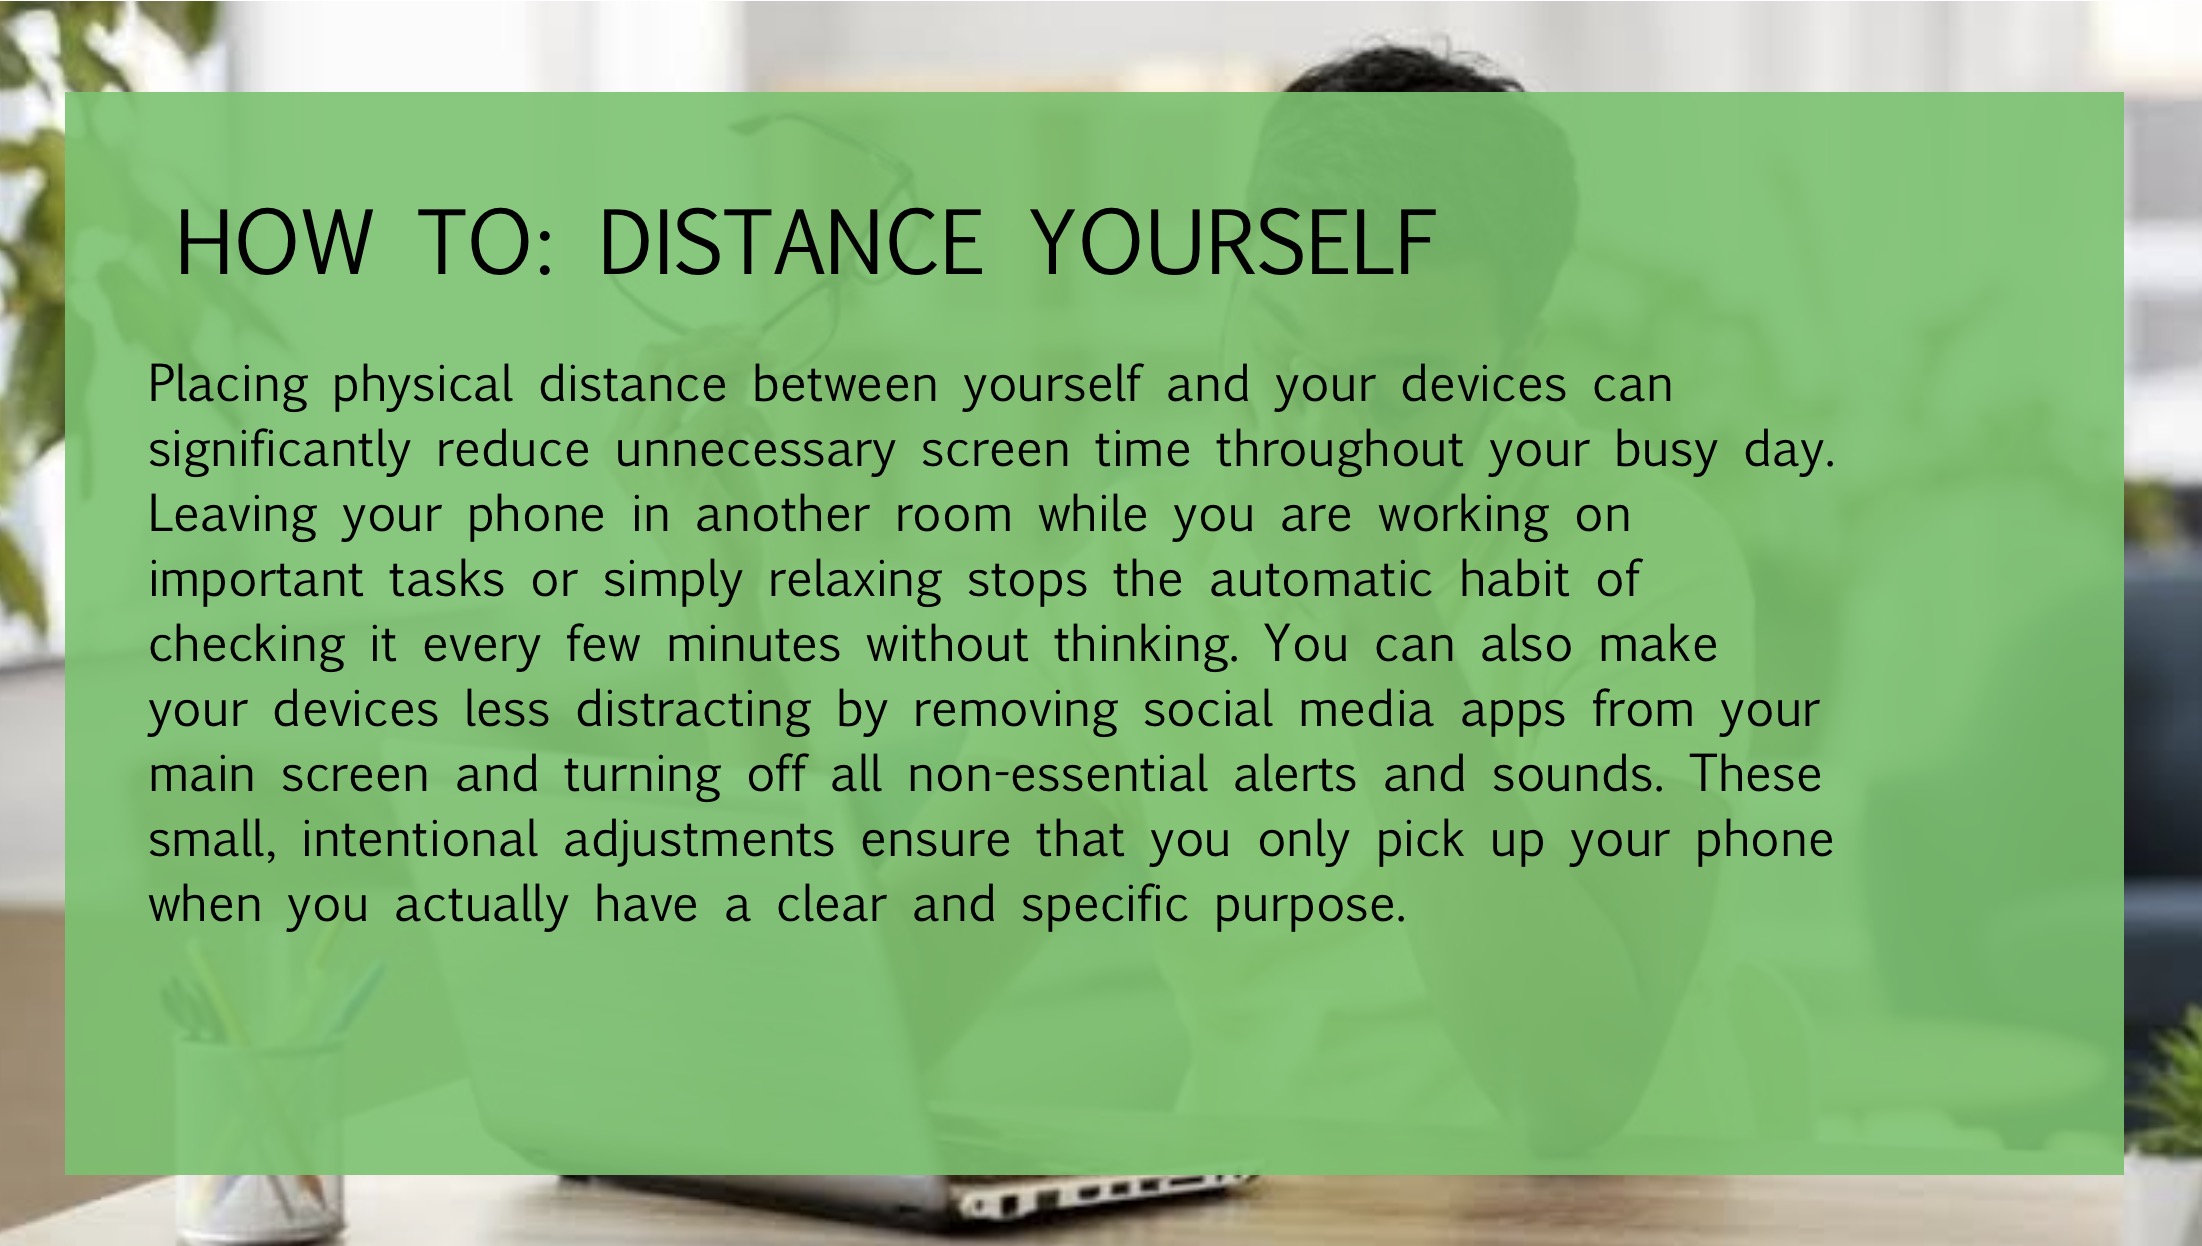 HOW TO: DISTANCE YOURSELF
Placing physical distance between yourself and your devices can
significantly reduce unnecessary screen time throughout your busy day.
Leaving your phone in another room while you are working on
important tasks or simply relaxing stops the automatic habit of
checking it every few minutes without thinking. You can also make
your devices less distracting by removing social media apps from your
main screen and turning off all non-essential alerts and sounds. These
small, intentional adjustments ensure that you only pick up your phone
when you actually have a clear and specific purpose.